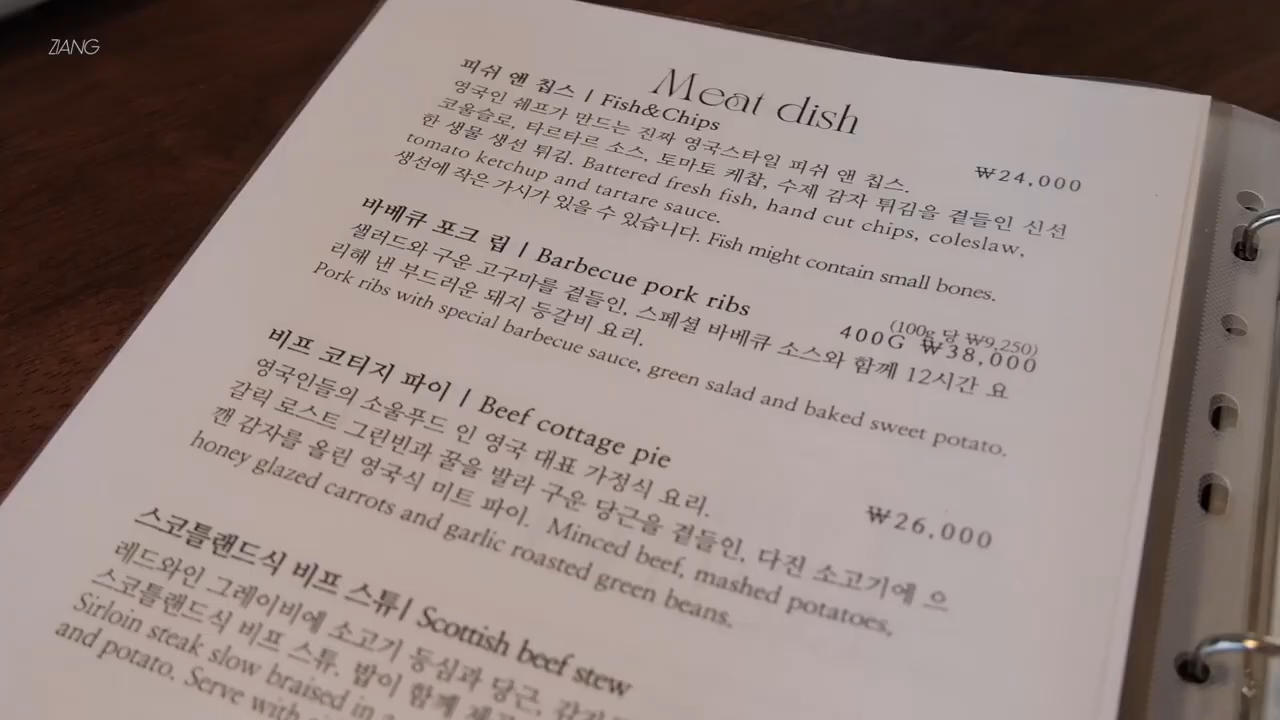 ZIANG
Meat dish
피쉬 앤 칩스 | Fish&Chips
영국인 쉐프가 만드는 진짜 영국스타일 피쉬 앤 칩스.
₩24,000
코울슬로, 타르타르 소스, 토마토 케찹, 수제 감자 튀김을 곁들인 신선
한 생물 생선 튀김. Battered fresh fish, hand cut chips, coleslaw,
tomato ketchup and tartare sauce.
생선에 작은 가시가 있을 수 있습니다. Fish might contain small bones.
바베큐 포크 립 | Barbecue pork ribs
(100g 당 ₩9,250)
400G ₩38,000
샐러드와 구운 고구마를 곁들인, 스페셜 바베큐 소스와 함께 12시간 요
리해 낸 부드러운 돼지 등갈비 요리.
Pork ribs with special barbecue sauce, green salad and baked sweet potato.
비프 코티지 파이 | Beef cottage pie
영국인들의 소울푸드 인 영국 대표 가정식 요리.
₩26,000
갈릭 로스트 그린빈과 꿀을 발라 구운 당근을 곁들인, 다진 소고기에 으
깬 감자를 올린 영국식 미트 파이. Minced beef, mashed potatoes,
honey glazed carrots and garlic roasted green beans.
스코틀랜드식 비프 스튜| Scottish beef stew
레드와인 그레이비에 소고기 등심과 당근, 감자
스코틀랜드식 비프 스튜. 밥이 함께
Sirloin steak slow braised in
and potato. Serve with